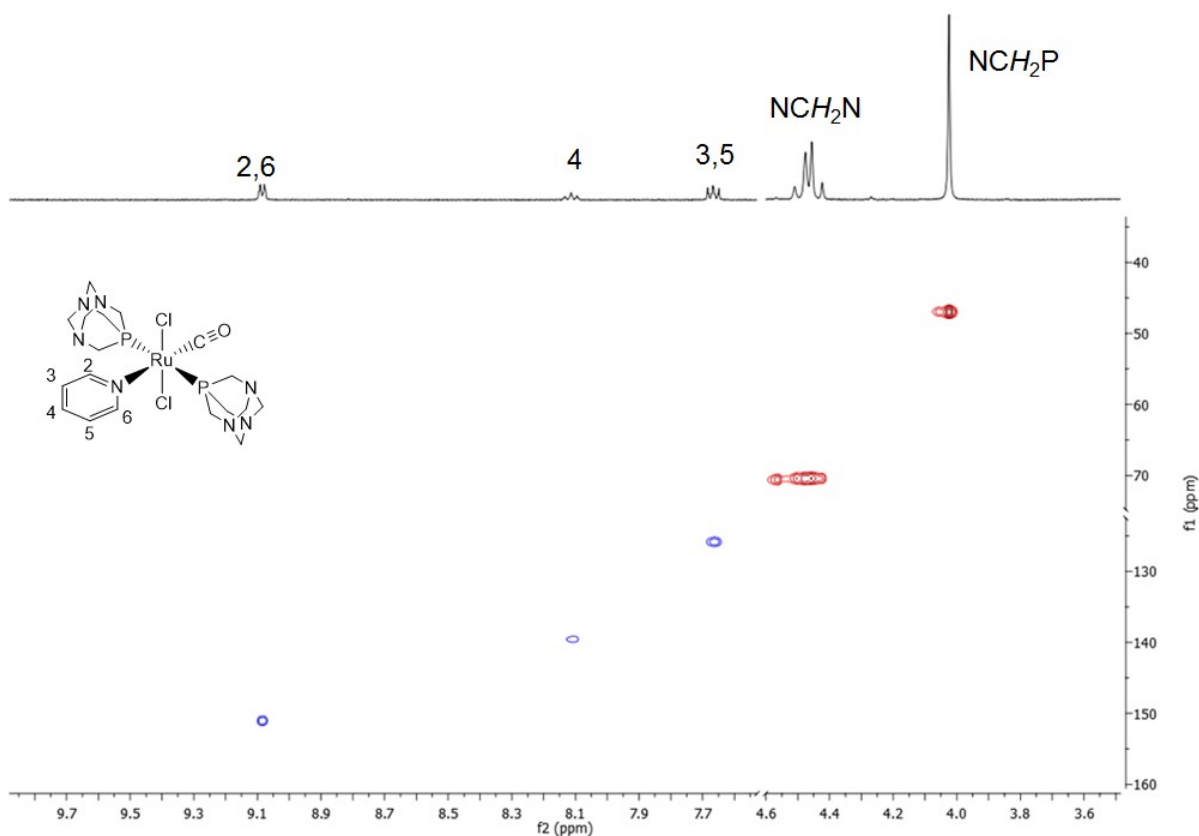 NCH2P
NCH2N
2,6
4
3,5
40
50
60
70
130
140
150
160
f1 (ppm)
N
N
N
P
Cl
C≡O
Ru
2
3
N
4
5
6
Cl
P
N
N
N
9.7 9.5 9.3 9.1 8.9 8.7 8.5 8.3 8.1 7.9 7.7 4.6 4.4 4.2 4.0 3.8 3.6
f2 (ppm)